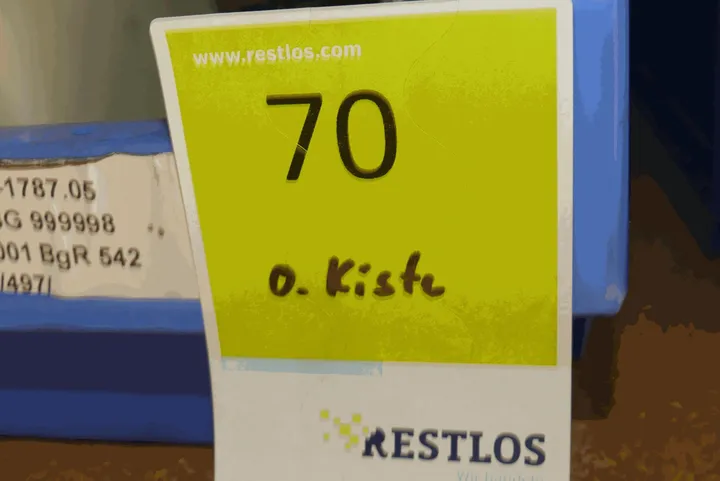 www.restlos.com
70
o. Kiste
-1787.05
G 999998
001 BgR 542
/497/
RESTLOS